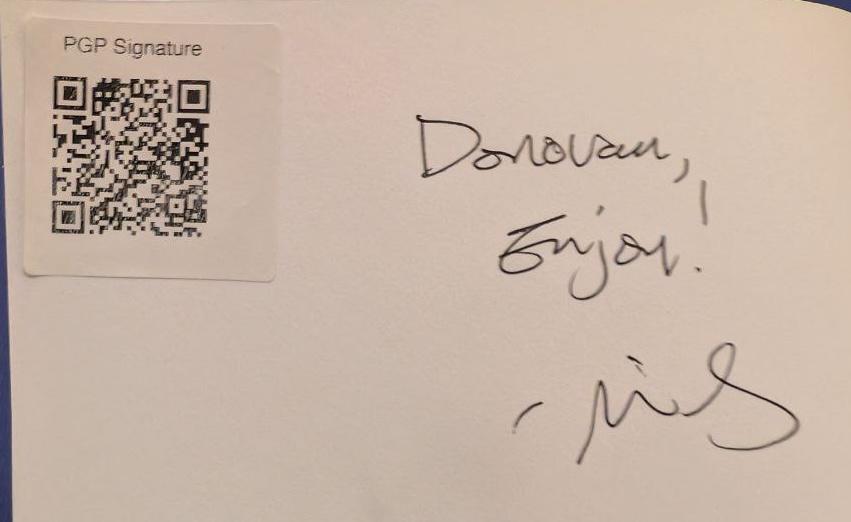 PGP Signature
Donovan,
Enjoy!